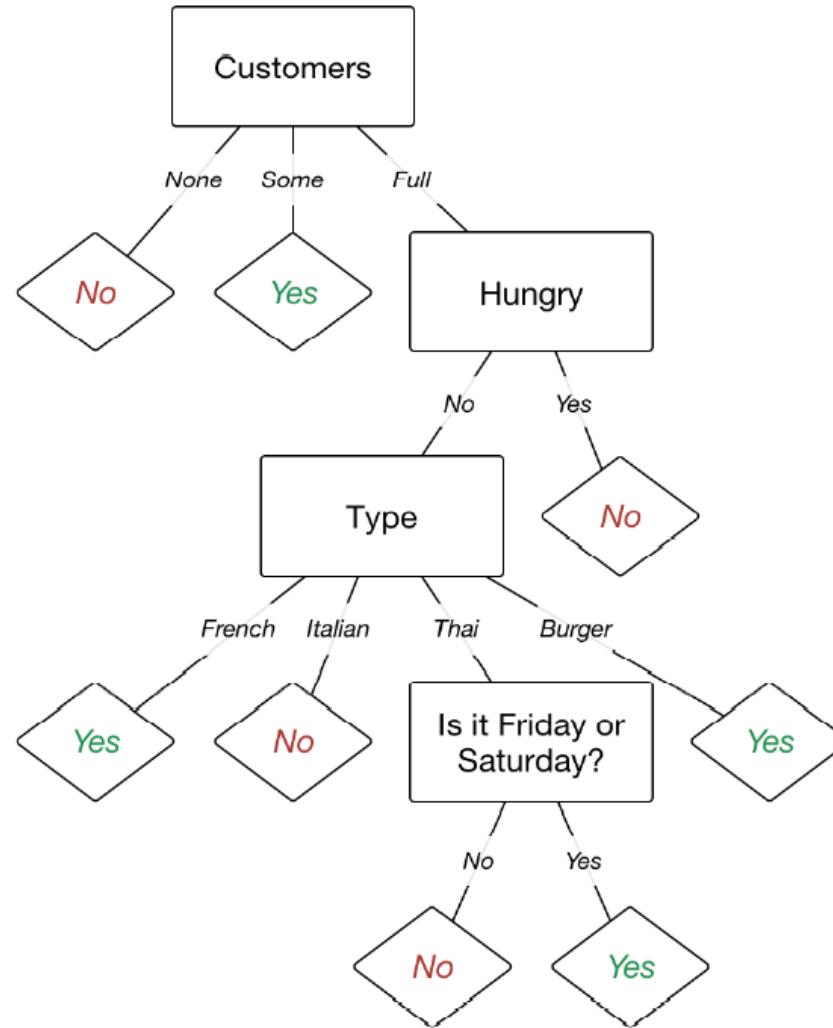 Customers
None
Some
Full
No
Yes
Hungry
No
Yes
Type
No
French
Italian
Thai
Burger
Yes
No
Is it Friday or
Saturday?
Yes
No
Yes
No
Yes